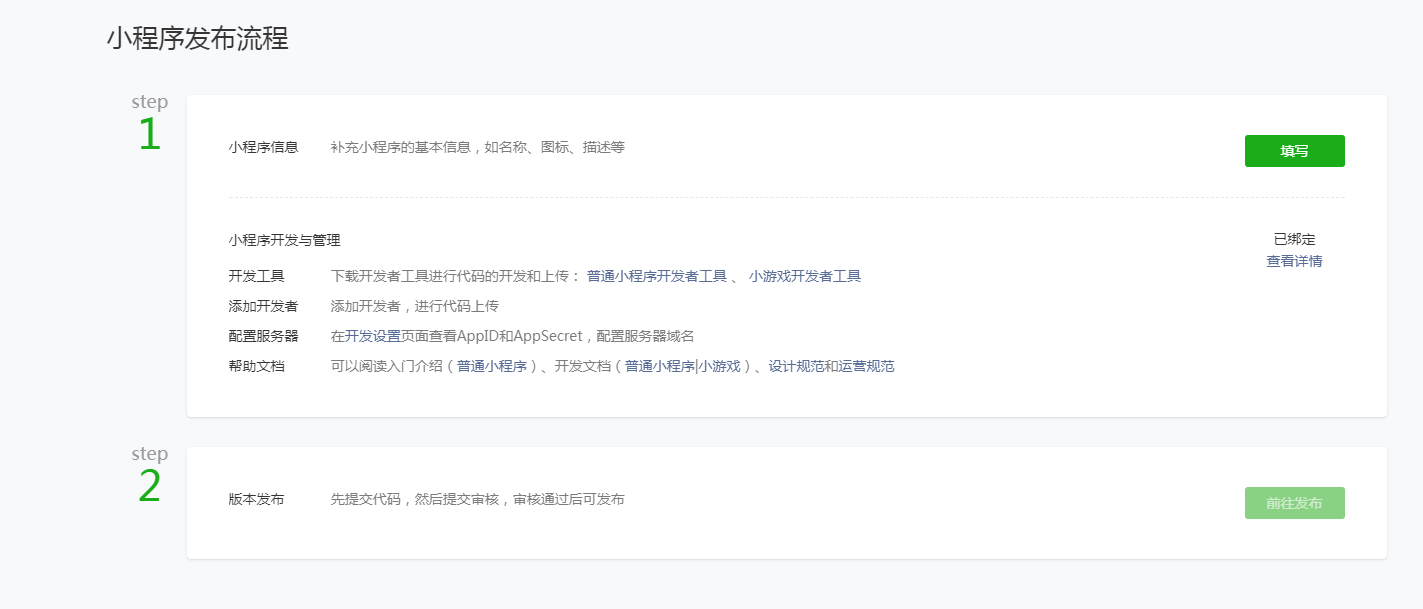 小程序发布流程
step
1
小程序信息 补充小程序的基本信息，如名称、图标、描述等 填写
小程序开发与管理 已绑定
查看详情
开发工具 下载开发者工具进行代码的开发和上传： 普通小程序开发者工具 、 小游戏开发者工具
添加开发者 添加开发者，进行代码上传
配置服务器 在开发设置页面查看AppID和AppSecret，配置服务器域名
帮助文档 可以阅读入门介绍（普通小程序）、开发文档（普通小程序|小游戏）、设计规范和运营规范
step
2
版本发布 先提交代码，然后提交审核，审核通过后可发布 前往发布